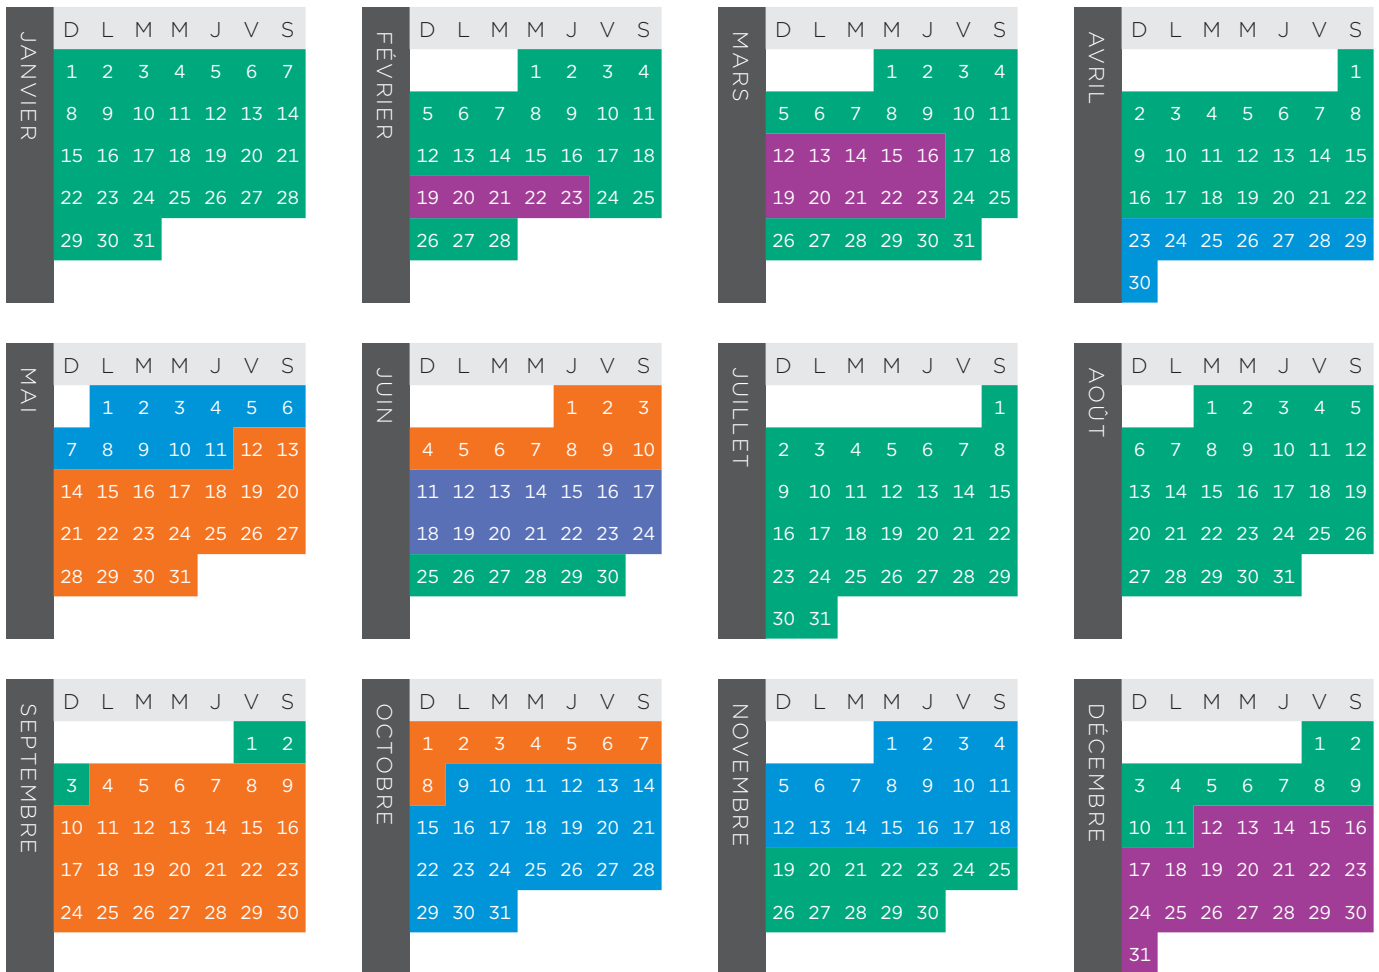 JANVIER
D L M M J V S
1 2 3 4 5 6 7
8 9 10 11 12 13 14
15 16 17 18 19 20 21
22 23 24 25 26 27 28
29 30 31
FÉVRIER
D L M M J V S
1 2 3 4
5 6 7 8 9 10 11
12 13 14 15 16 17 18
19 20 21 22 23 24 25
26 27 28
MARS
D L M M J V S
1 2 3 4
5 6 7 8 9 10 11
12 13 14 15 16 17 18
19 20 21 22 23 24 25
26 27 28 29 30 31
AVRIL
D L M M J V S
1
2 3 4 5 6 7 8
9 10 11 12 13 14 15
16 17 18 19 20 21 22
23 24 25 26 27 28 29
30
MAI
D L M M J V S
1 2 3 4 5 6
7 8 9 10 11 12 13
14 15 16 17 18 19 20
21 22 23 24 25 26 27
28 29 30 31
JUIN
D L M M J V S
1 2 3
4 5 6 7 8 9 10
11 12 13 14 15 16 17
18 19 20 21 22 23 24
25 26 27 28 29 30
JUILLET
D L M M J V S
1
2 3 4 5 6 7 8
9 10 11 12 13 14 15
16 17 18 19 20 21 22
23 24 25 26 27 28 29
30 31
AOÛT
D L M M J V S
1 2 3 4 5
6 7 8 9 10 11 12
13 14 15 16 17 18 19
20 21 22 23 24 25 26
27 28 29 30 31
SEPTEMBRE
D L M M J V S
1 2
3 4 5 6 7 8 9
10 11 12 13 14 15 16
17 18 19 20 21 22 23
24 25 26 27 28 29 30
OCTOBRE
D L M M J V S
1 2 3 4 5 6 7
8 9 10 11 12 13 14
15 16 17 18 19 20 21
22 23 24 25 26 27 28
29 30 31
NOVEMBRE
D L M M J V S
1 2 3 4
5 6 7 8 9 10 11
12 13 14 15 16 17 18
19 20 21 22 23 24 25
26 27 28 29 30
DÉCEMBRE
D L M M J V S
1 2
3 4 5 6 7 8 9
10 11 12 13 14 15 16
17 18 19 20 21 22 23
24 25 26 27 28 29 30
31